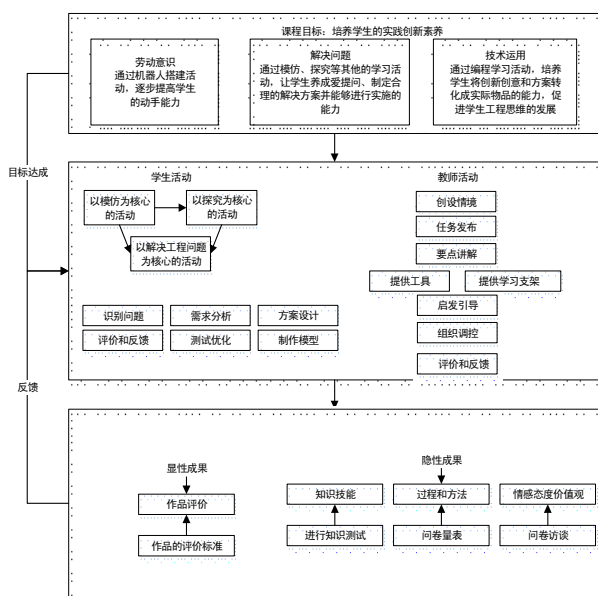 课程目标：培养学生的实践创新素养
劳动意识
通过机器人搭建活
动，逐步提高学生
的动手能力
解决问题
通过模仿、探究等其他的学习活
动，让学生养成爱提问、制定合
理的解决方案并能够进行实施的
能力
技术运用
通过编程学习活动，培养
学生将创新创意和方案转
化成实际物品的能力，促
进学生工程思维的发展
目标达成
反馈
学生活动
以模仿为核心
的活动
以探究为核心
的活动
以解决工程问题
为核心的活动
识别问题
需求分析
方案设计
评价和反馈
测试优化
制作模型
教师活动
创设情境
任务发布
要点讲解
提供工具
提供学习支架
启发引导
组织调控
评价和反馈
显性成果
作品评价
作品的评价标准
隐性成果
知识技能
过程和方法
情感态度价值观
进行知识测试
问卷量表
问卷访谈